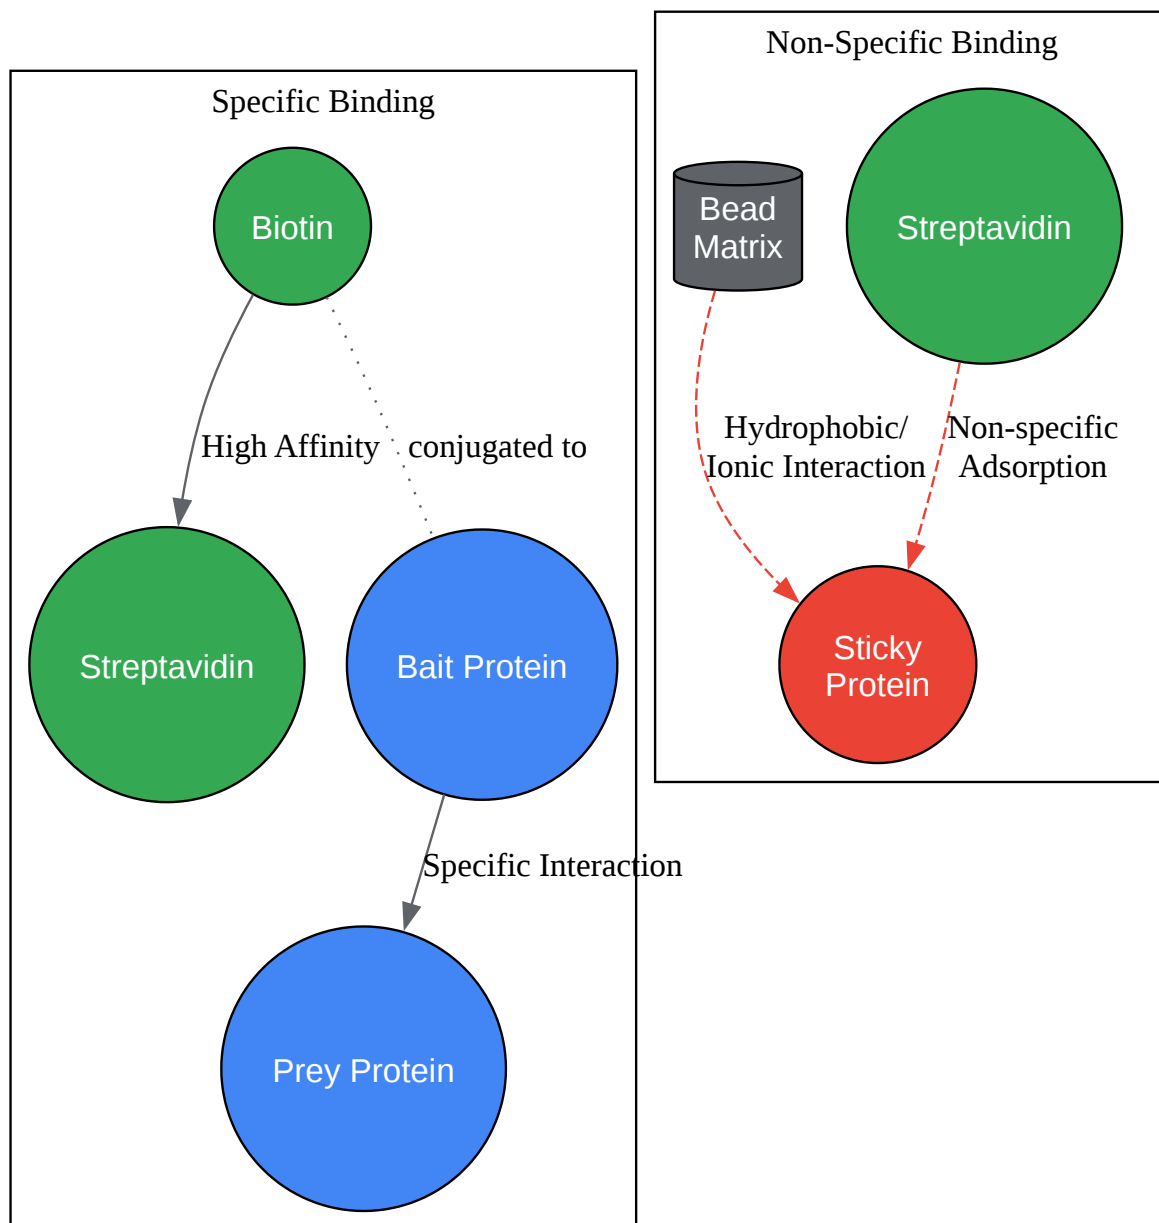 Specific Binding
Biotin
High Affinity
conjugated to
Streptavidin
Bait Protein
Specific Interaction
Prey Protein
Non-Specific Binding
Bead
Matrix
Streptavidin
Hydrophobic/
Ionic Interaction
Non-specific
Adsorption
Sticky
Protein